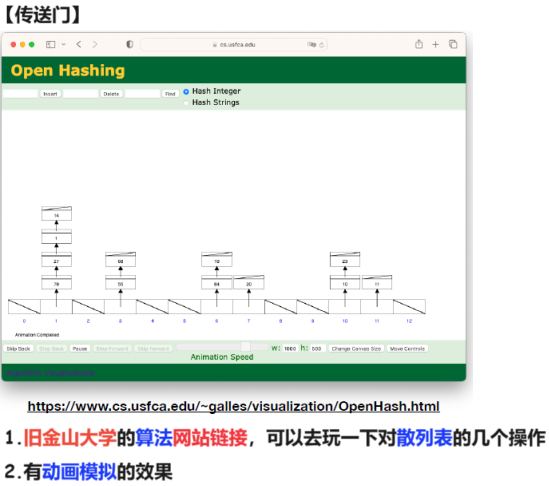 【传送门】
cs.usfca.edu
Open Hashing
Insert Delete Find Hash Integer
Hash Strings
14
1
27 68 19 23
79 55 84 20 10 11
0 1 2 3 4 5 6 7 8 9 10 11 12
Animation Completed
Skip Back Step Back Pause Step Forward Skip Forward w: 1000 h: 500 Change Canvas Size Move Controls
Animation Speed
https://www.cs.usfca.edu/~galles/visualization/OpenHash.html
1.旧金山大学的算法网站链接，可以去玩一下对散列表的几个操作
2.有动画模拟的效果